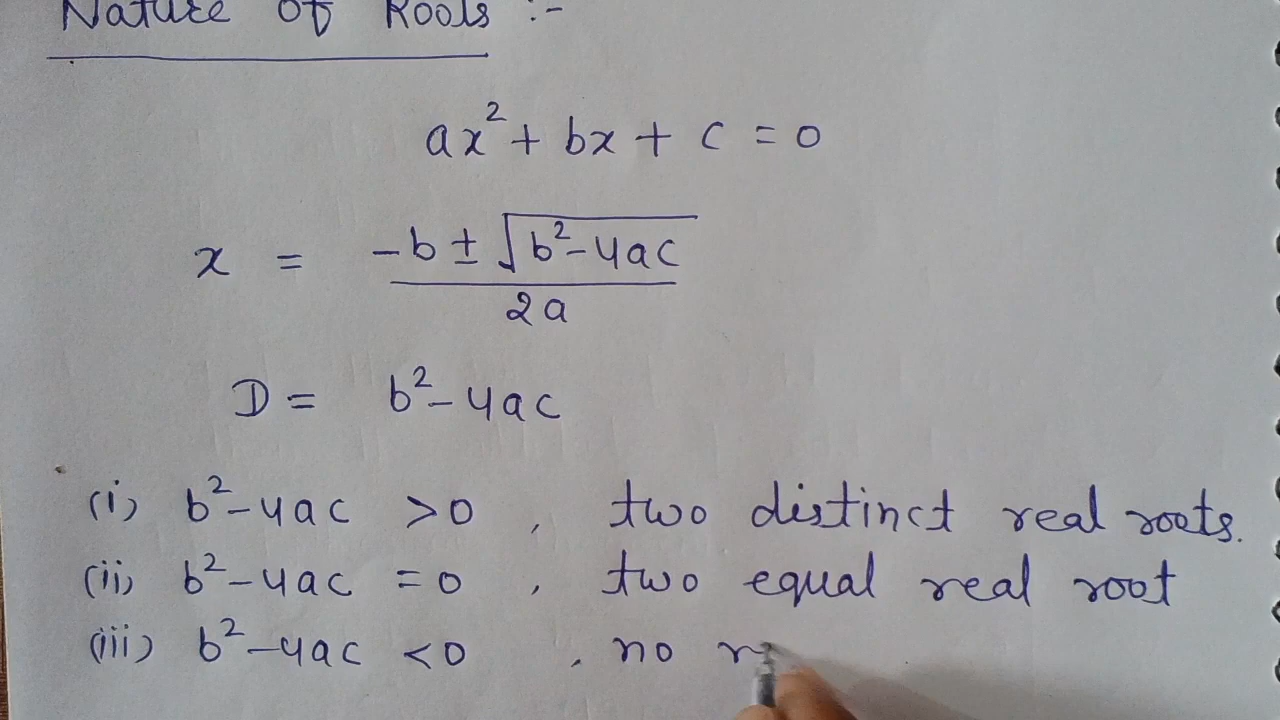 Nature of Roots :-
ax² + bx + c = 0
x = -b ± √b²-4ac / 2a
D = b²-4ac
(i) b²-4ac >0 , two distinct real roots.
(ii) b²-4ac =0 , two equal real root
(iii) b²-4ac <0 , no